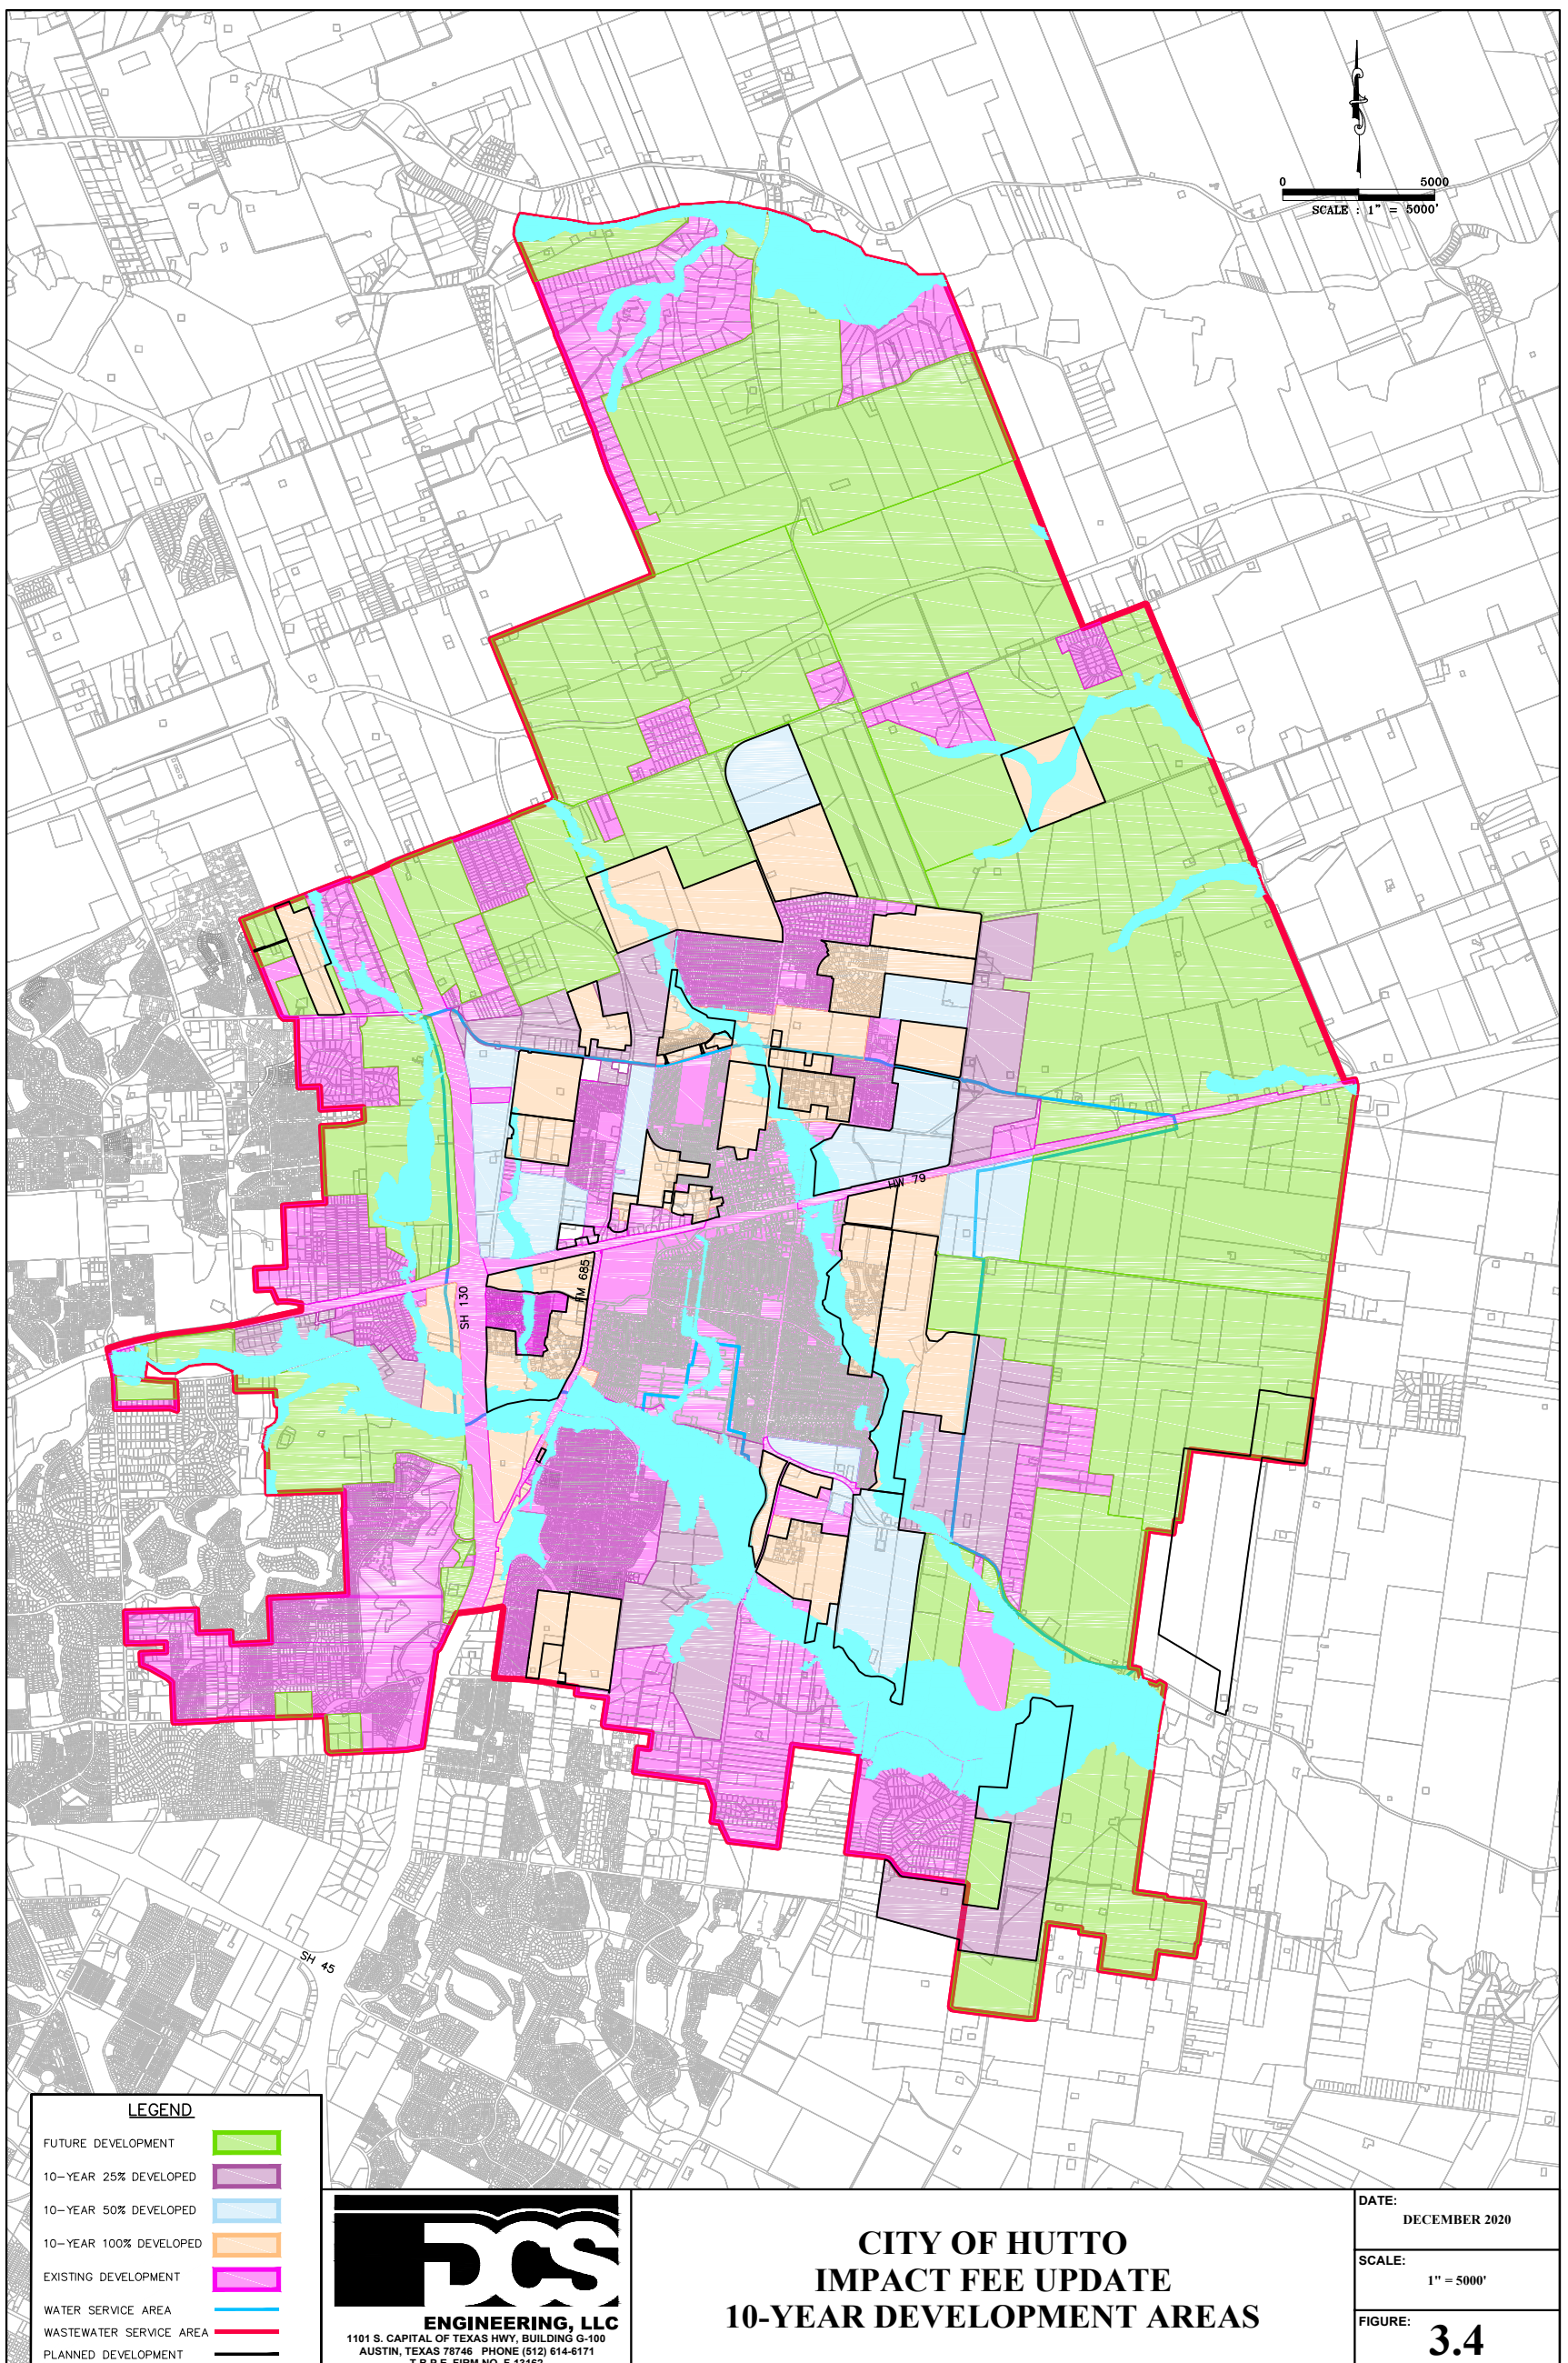 0 5000
SCALE : 1" = 5000'
HW 79
FM 685
SH 130
SH 45
LEGEND
FUTURE DEVELOPMENT
10-YEAR 25% DEVELOPED
10-YEAR 50% DEVELOPED
10-YEAR 100% DEVELOPED
EXISTING DEVELOPMENT
WATER SERVICE AREA
WASTEWATER SERVICE AREA
PLANNED DEVELOPMENT
DCS
ENGINEERING, LLC
1101 S. CAPITAL OF TEXAS HWY, BUILDING G-100
AUSTIN, TEXAS 78746 PHONE (512) 614-6171
T.B.P.E. FIRM NO. F-13162
CITY OF HUTTO
IMPACT FEE UPDATE
10-YEAR DEVELOPMENT AREAS
DATE:
DECEMBER 2020
SCALE:
1" = 5000'
FIGURE:
3.4